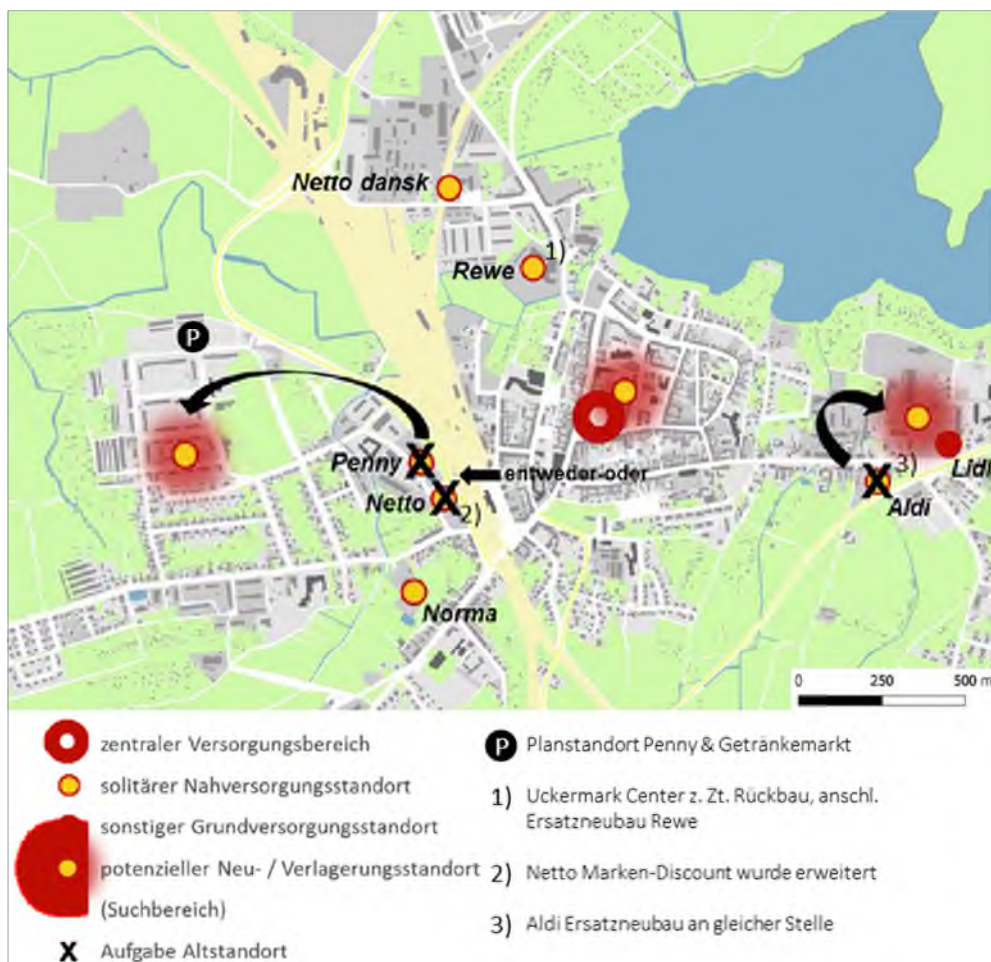 Netto dansk
1)
Rewe
P
Penny
entweder-oder
Netto
2)
3)
Lidl
Aldi
Norma
0 250 500 m
zentraler Versorgungsbereich
solitärer Nahversorgungsstandort
sonstiger Grundversorgungsstandort
potenzieller Neu- / Verlagerungsstandort
(Suchbereich)
X Aufgabe Altstandort
P Planstandort Penny & Getränkemarkt
1) Uckermark Center z. Zt. Rückbau, anschl.
Ersatzneubau Rewe
2) Netto Marken-Discount wurde erweitert
3) Aldi Ersatzneubau an gleicher Stelle